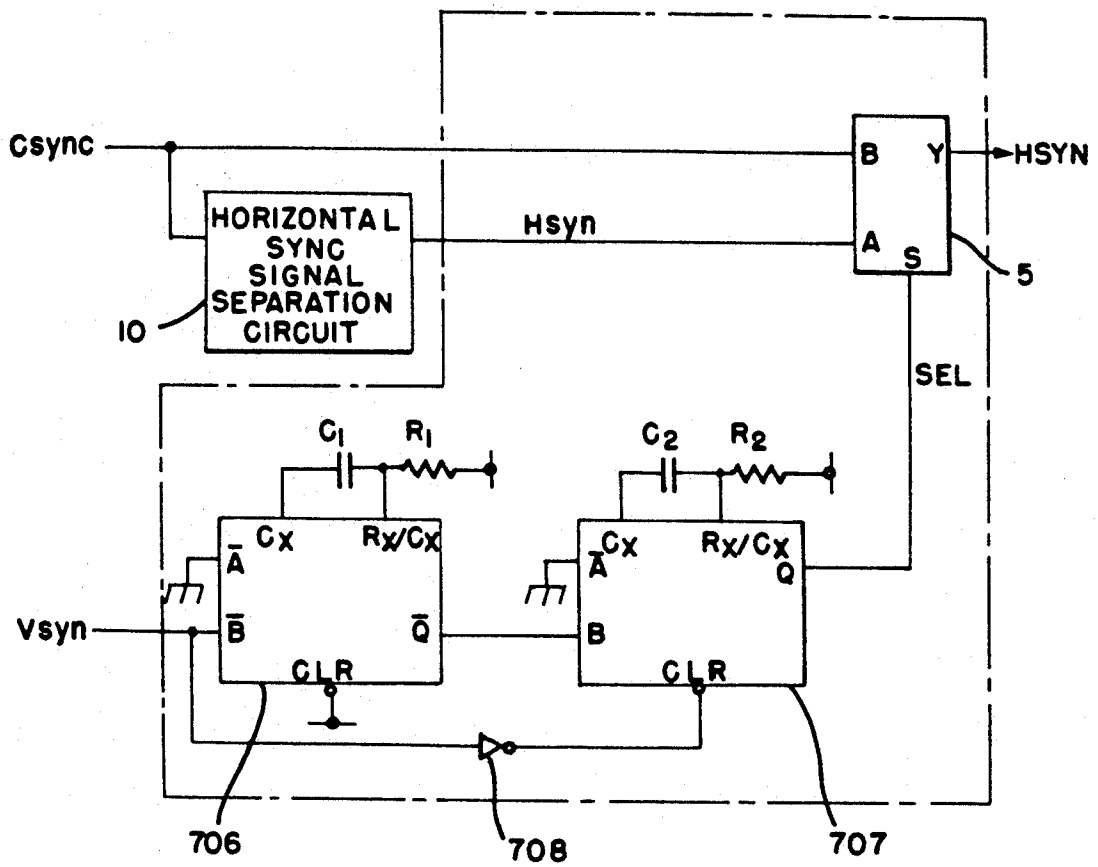 Csync
B Y
HSYN
HORIZONTAL
SYNC
SIGNAL
SEPARATION
CIRCUIT
Hsyn
A
S
5
10
SEL
C1 R1
C2 R2
CX RX/CX
A̅
CX RX/CX
A̅
Q
Vsyn
B̅
Q̅
B
CLR
CLR
706
708
707